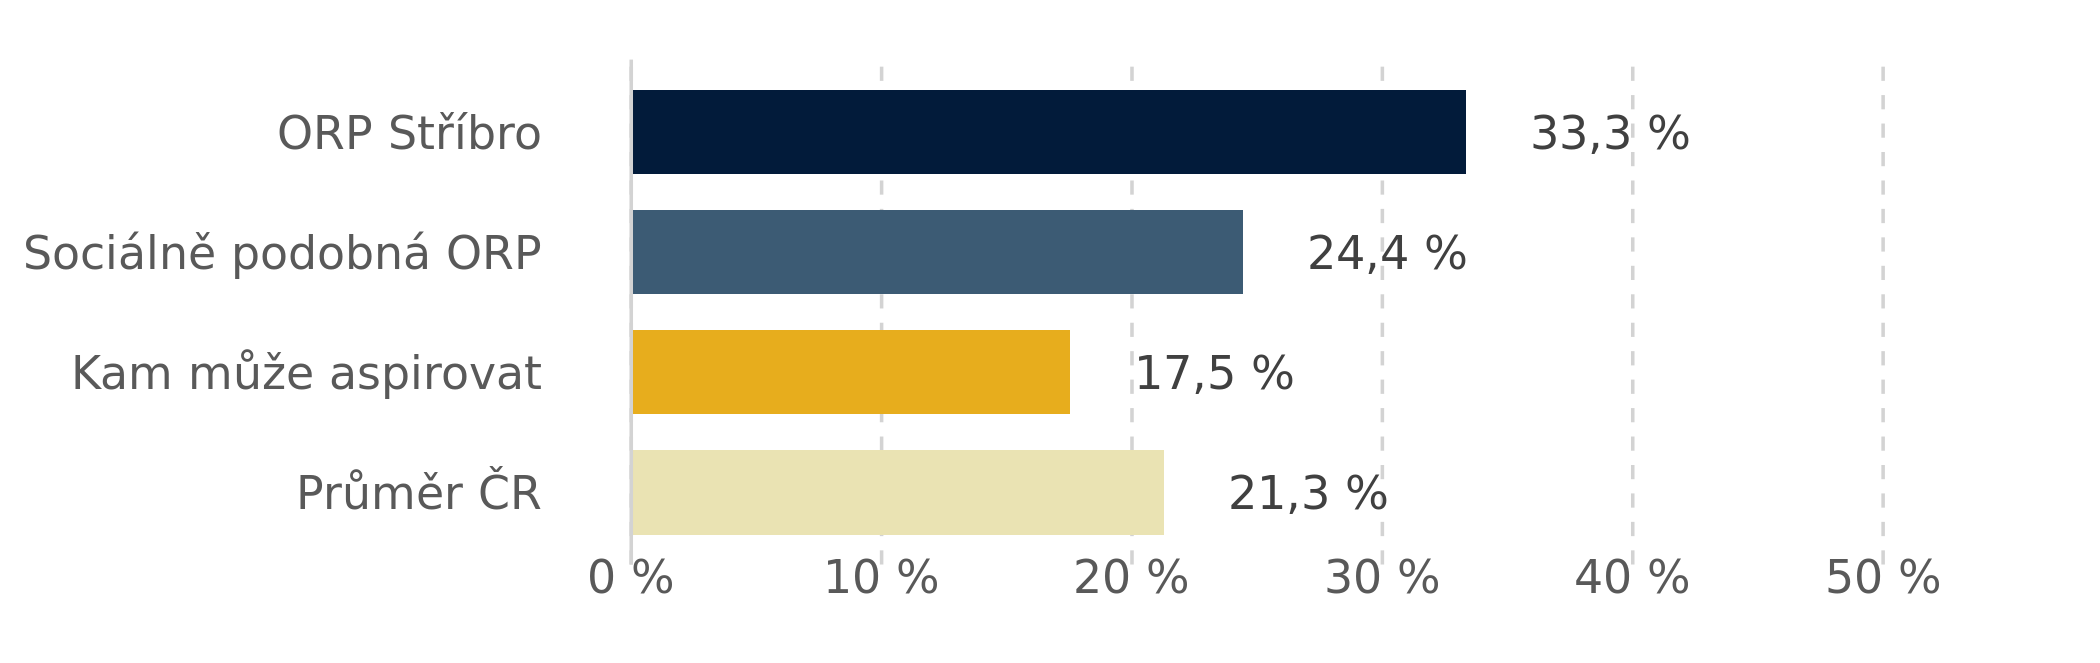 ORP Stříbro 33,3 %
Sociálně podobná ORP 24,4 %
Kam může aspirovat 17,5 %
Průměr ČR 21,3 %
0 % 10 % 20 % 30 % 40 % 50 %